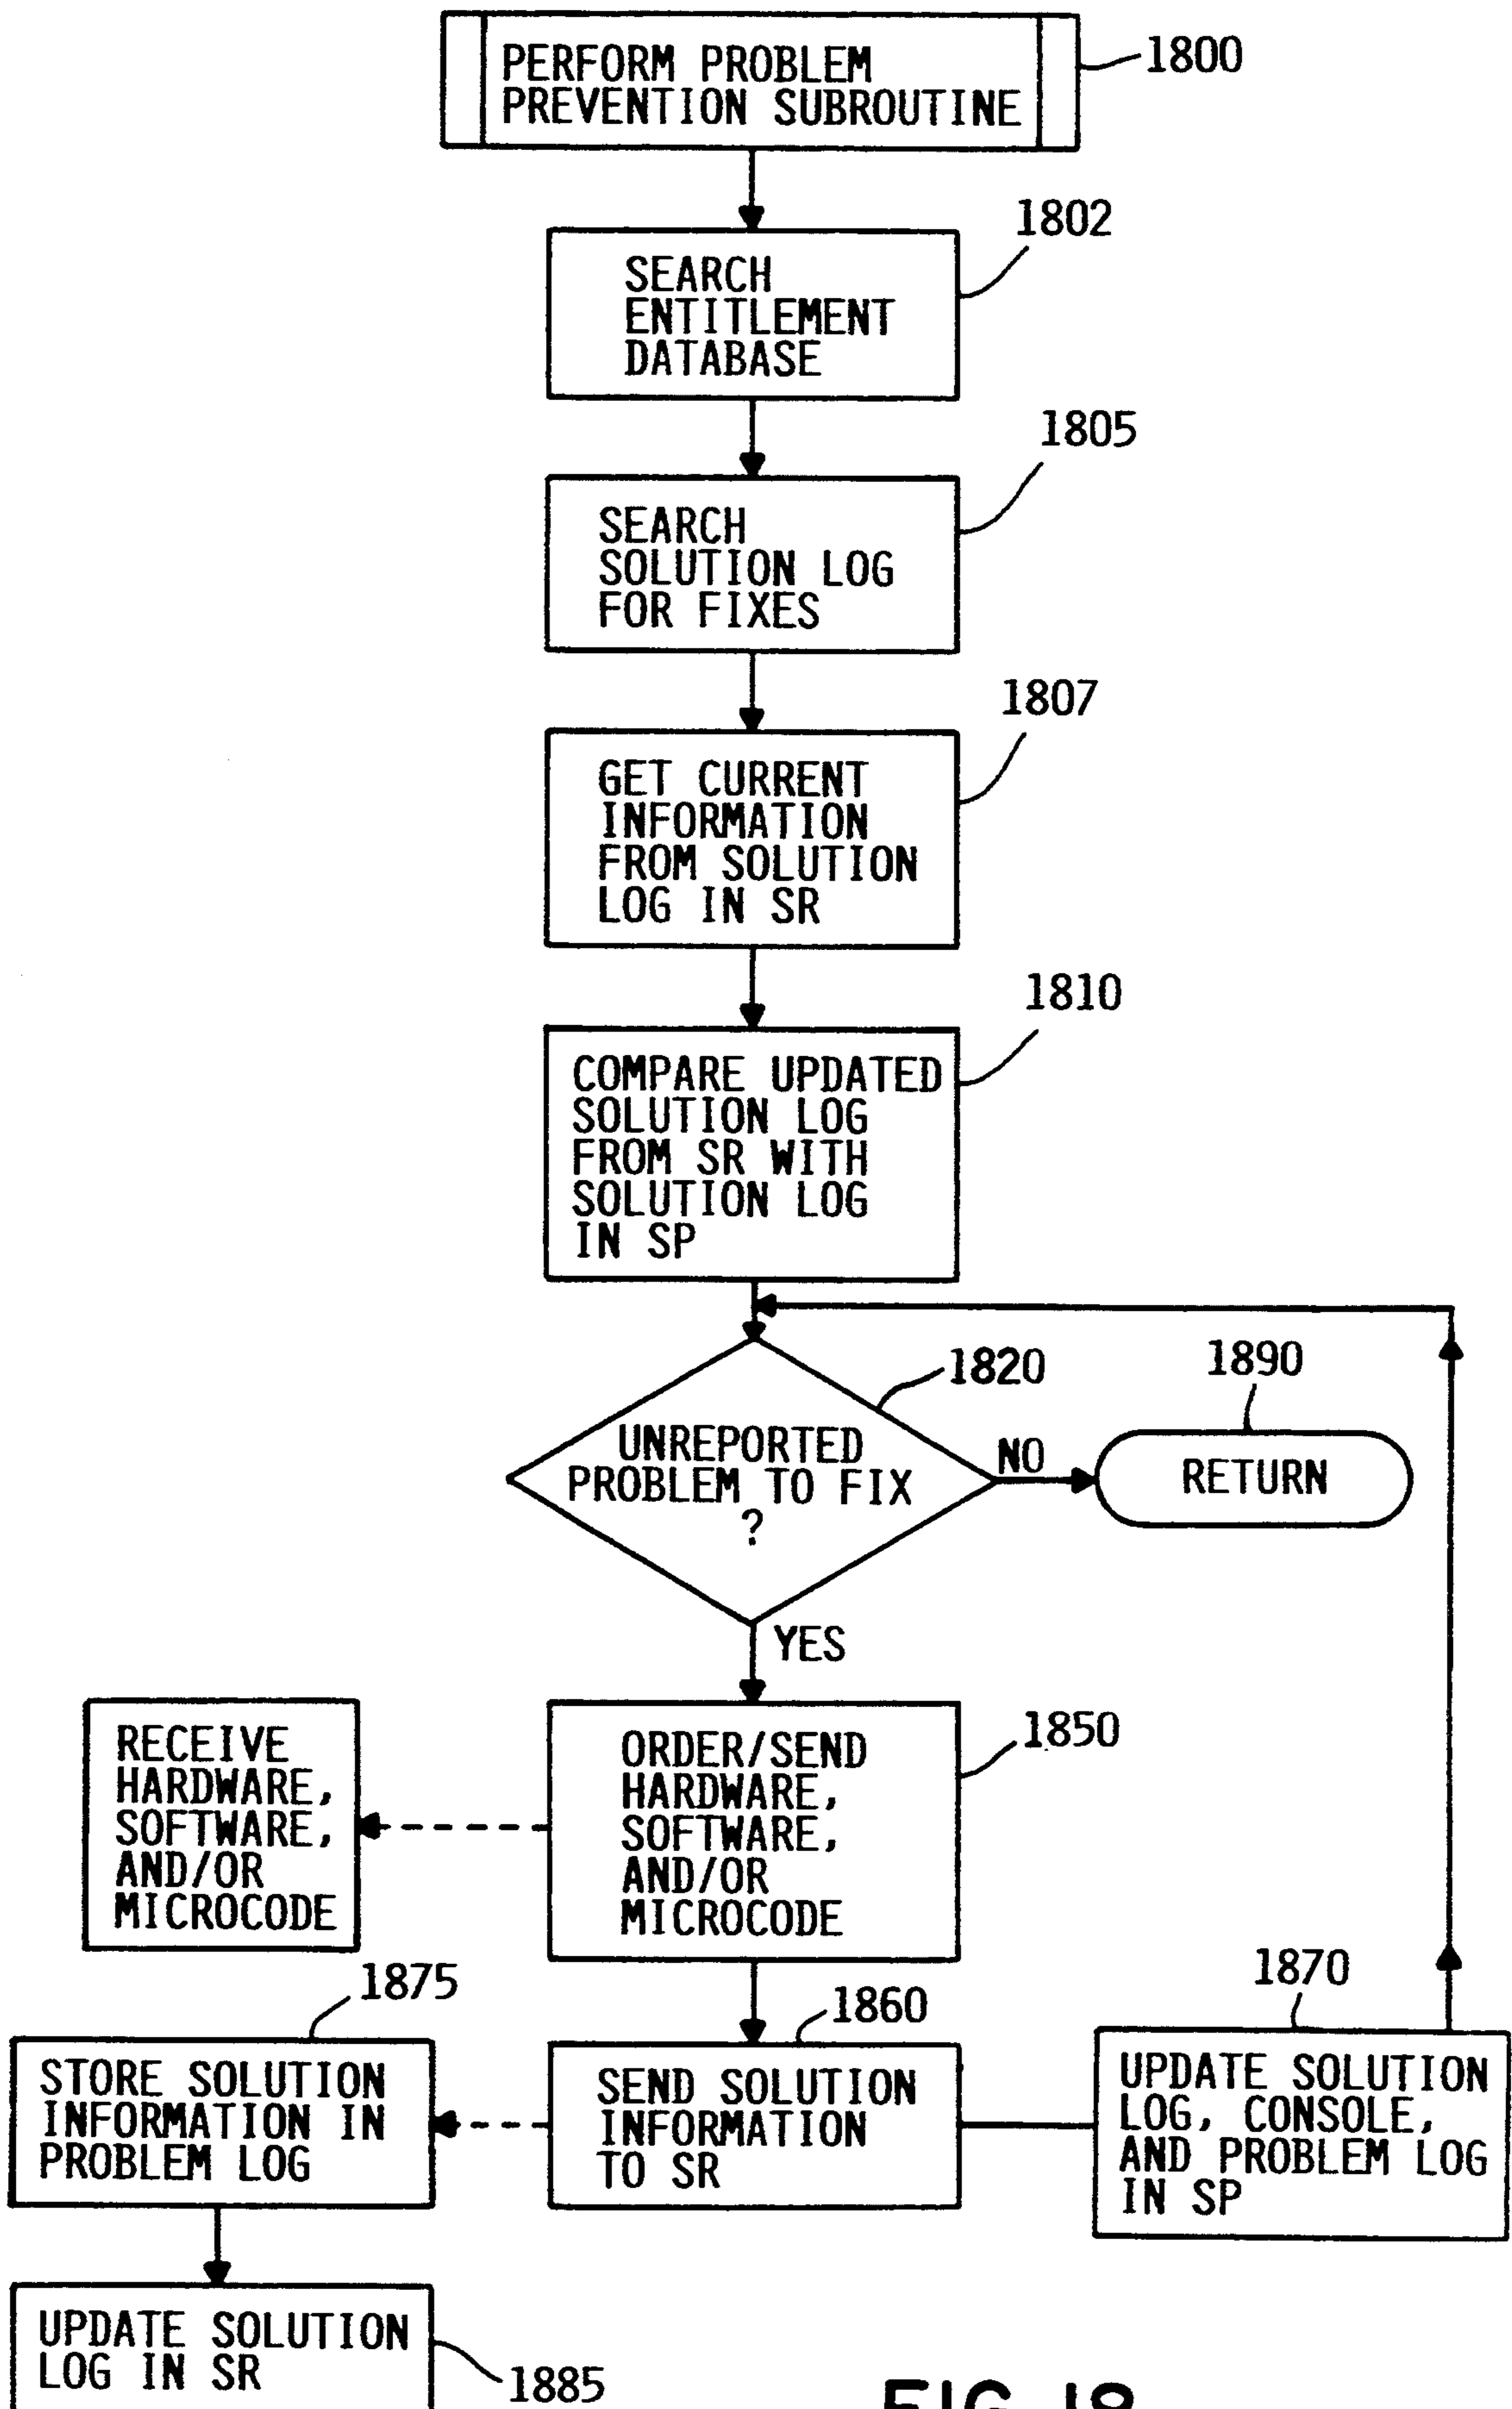 PERFORM PROBLEM
PREVENTION SUBROUTINE
1800
1802
SEARCH
ENTITLEMENT
DATABASE
1805
SEARCH
SOLUTION LOG
FOR FIXES
1807
GET CURRENT
INFORMATION
FROM SOLUTION
LOG IN SR
1810
COMPARE UPDATED
SOLUTION LOG
FROM SR WITH
SOLUTION LOG
IN SP
1820
UNREPORTED
PROBLEM TO FIX
?
NO
1890
RETURN
YES
RECEIVE
HARDWARE,
SOFTWARE,
AND/OR
MICROCODE
1850
ORDER/SEND
HARDWARE,
SOFTWARE,
AND/OR
MICROCODE
1875
STORE SOLUTION
INFORMATION IN
PROBLEM LOG
1860
SEND SOLUTION
INFORMATION
TO SR
1870
UPDATE SOLUTION
LOG, CONSOLE,
AND PROBLEM LOG
IN SP
UPDATE SOLUTION
LOG IN SR
1885
FIG. 18